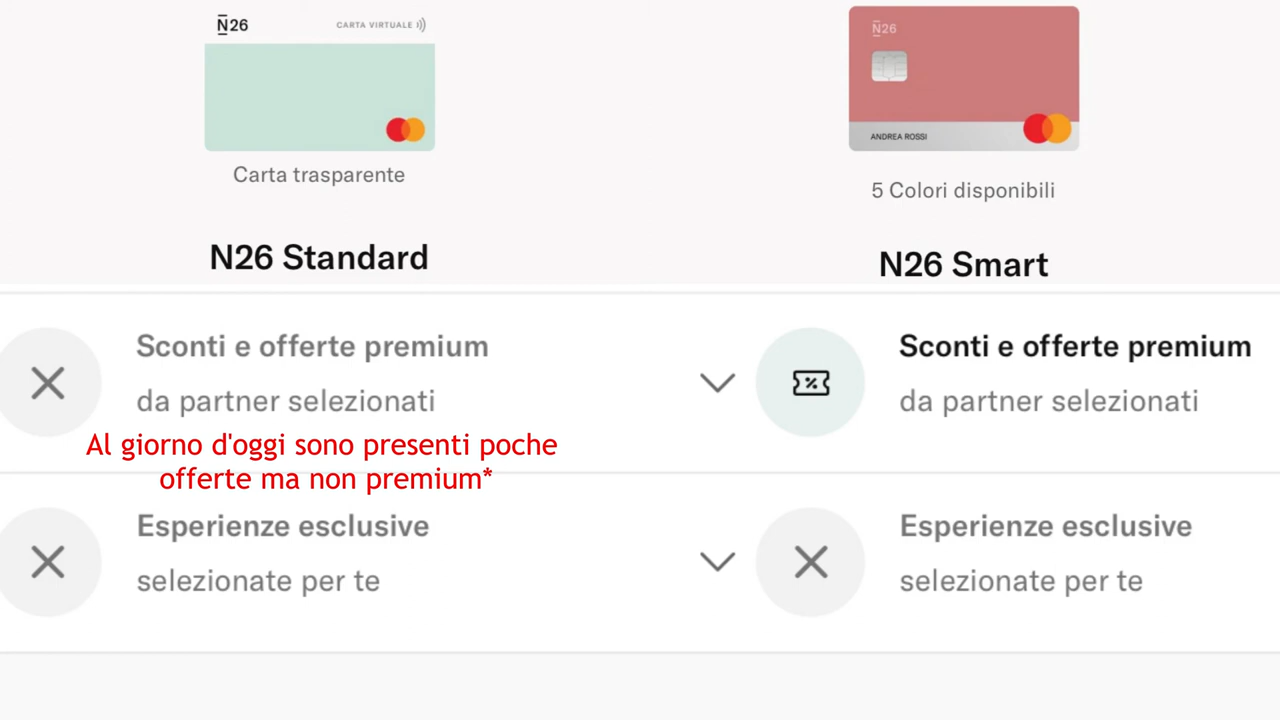 N26
CARTA VIRTUALE
Carta trasparente
N26 Standard
N26
ANDREA ROSSI
5 Colori disponibili
N26 Smart
Sconti e offerte premium
da partner selezionati
Al giorno d'oggi sono presenti poche
offerte ma non premium*
Esperienze esclusive
selezionate per te
Sconti e offerte premium
da partner selezionati
Esperienze esclusive
selezionate per te